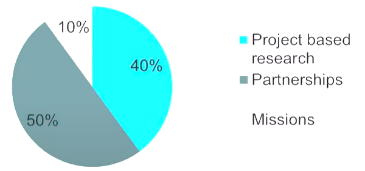 10%
40%
50%
Project based
research
Partnerships
Missions